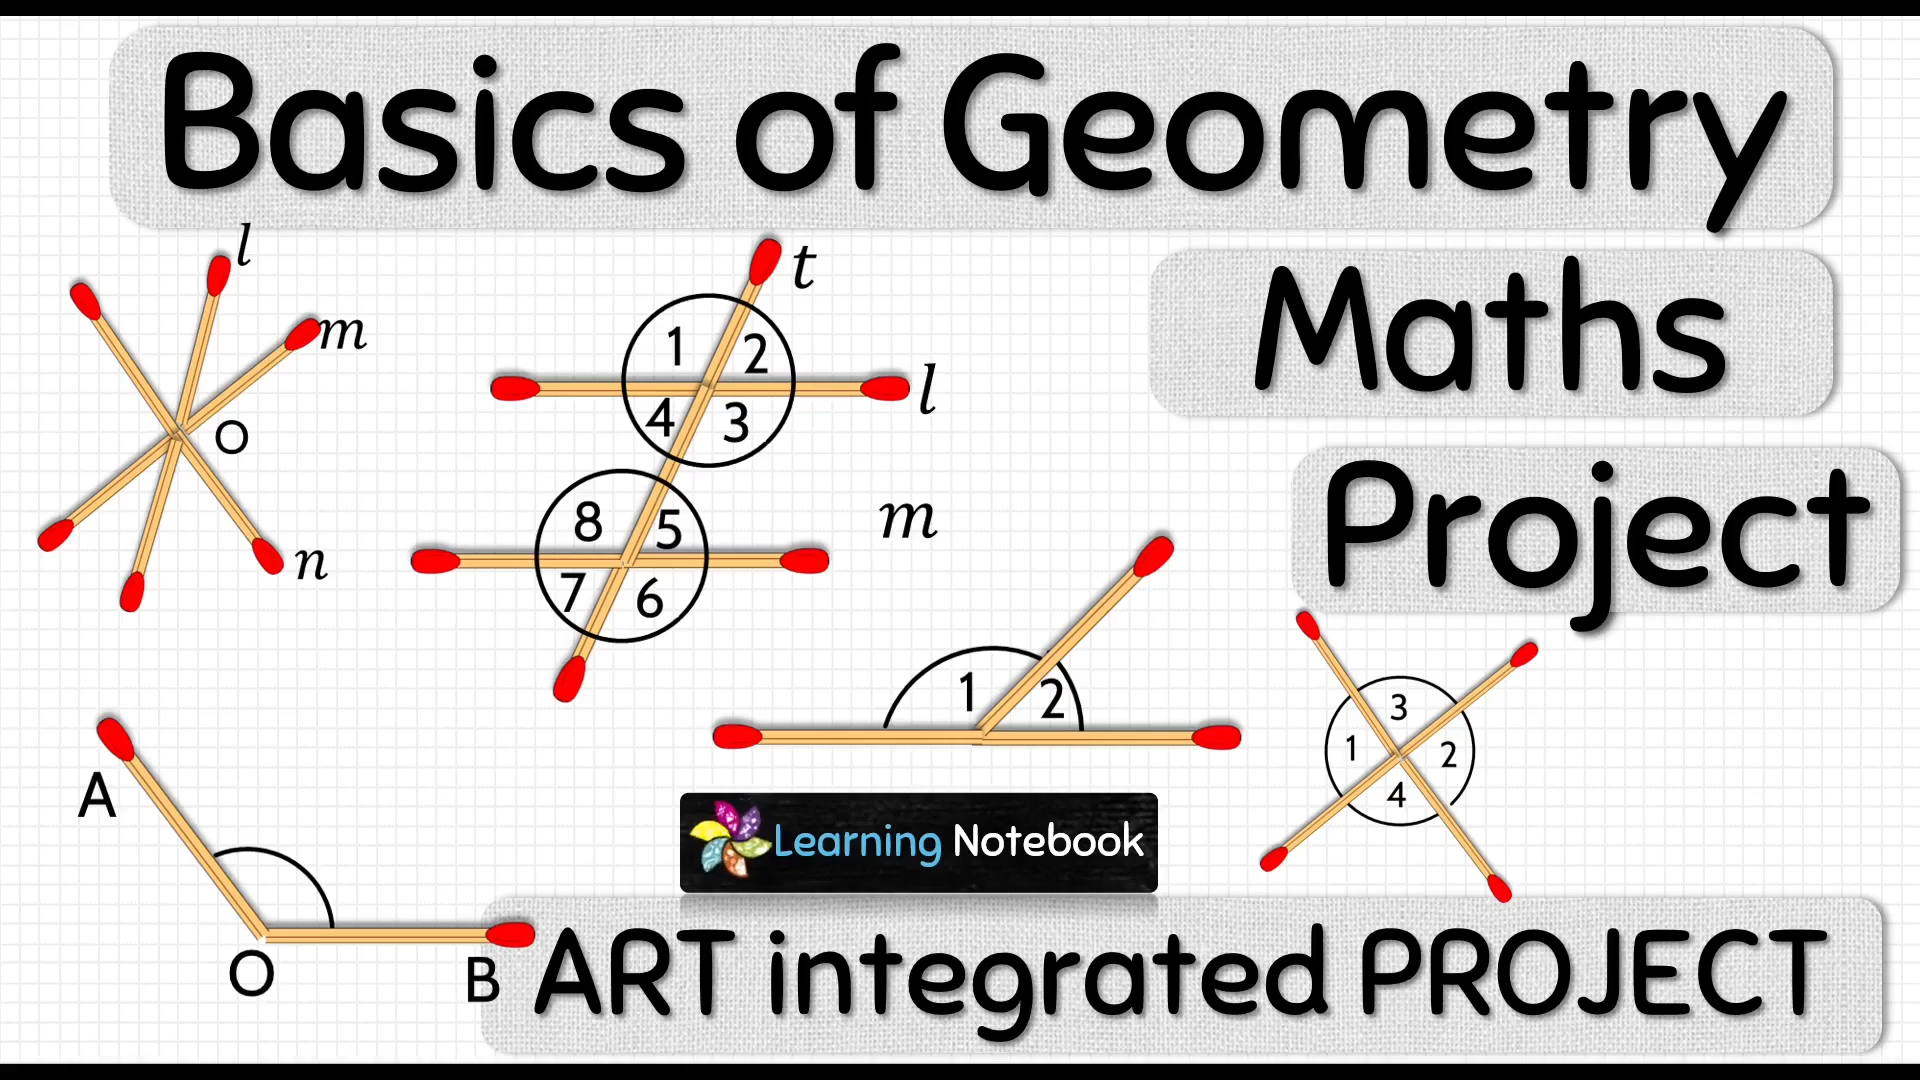 Basics of Geometry
Maths
Project
l
m
O
n
t
1 2
l
4 3
8 5
m
7 6
1 2
3
1 2
4
A
O
B
Learning Notebook
ART integrated PROJECT